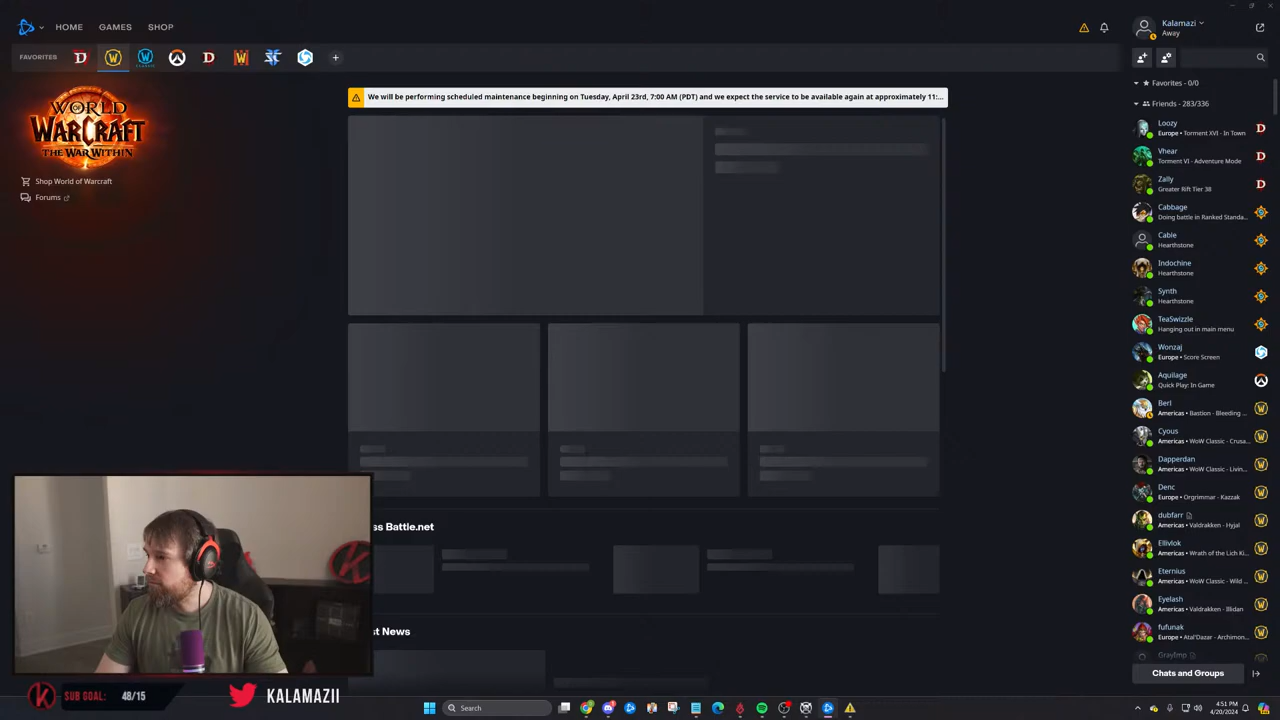 HOME
GAMES
SHOP
Kalamazi
Away
FAVORITES
CLASSIC
WORLD
WARCRAFT
THE WAR WITHIN
Shop World of Warcraft
Forums
We will be performing scheduled maintenance beginning on Tuesday, April 23rd, 7:00 AM (PDT) and we expect the service to be available again at approximately 11:...
Favorites - 0/0
Friends - 283/336
Loozy
Europe • Torment XVI - In Town
Vhear
Torment VI - Adventure Mode
Zally
Greater Rift Tier 38
Cabbage
Doing battle in Ranked Standa...
Cable
Hearthstone
Indochine
Hearthstone
Synth
Hearthstone
TeaSwizzle
Hanging out in main menu
Wonzaj
Europe • Score Screen
Aquilage
Quick Play: In Game
Berl
Americas • Bastion - Bleeding ...
Cyous
Americas • WoW Classic - Crusa...
Dapperdan
Americas • WoW Classic - Livin...
Denc
Europe • Orgrimmar - Kazzak
dubfarr
Americas • Valdrakken - Hyjal
Ellivlok
Americas • Wrath of the Lich Ki...
Eternius
Americas • WoW Classic - Wild ...
Eyelash
Americas • Valdrakken - Illidan
fufunak
Europe • Atal'Dazar - Archimon...
GrayImp
Chats and Groups
ss Battle.net
st News
K
SUB GOAL: 48/15
KALAMAZII
Search
4:51 PM
4/20/2024